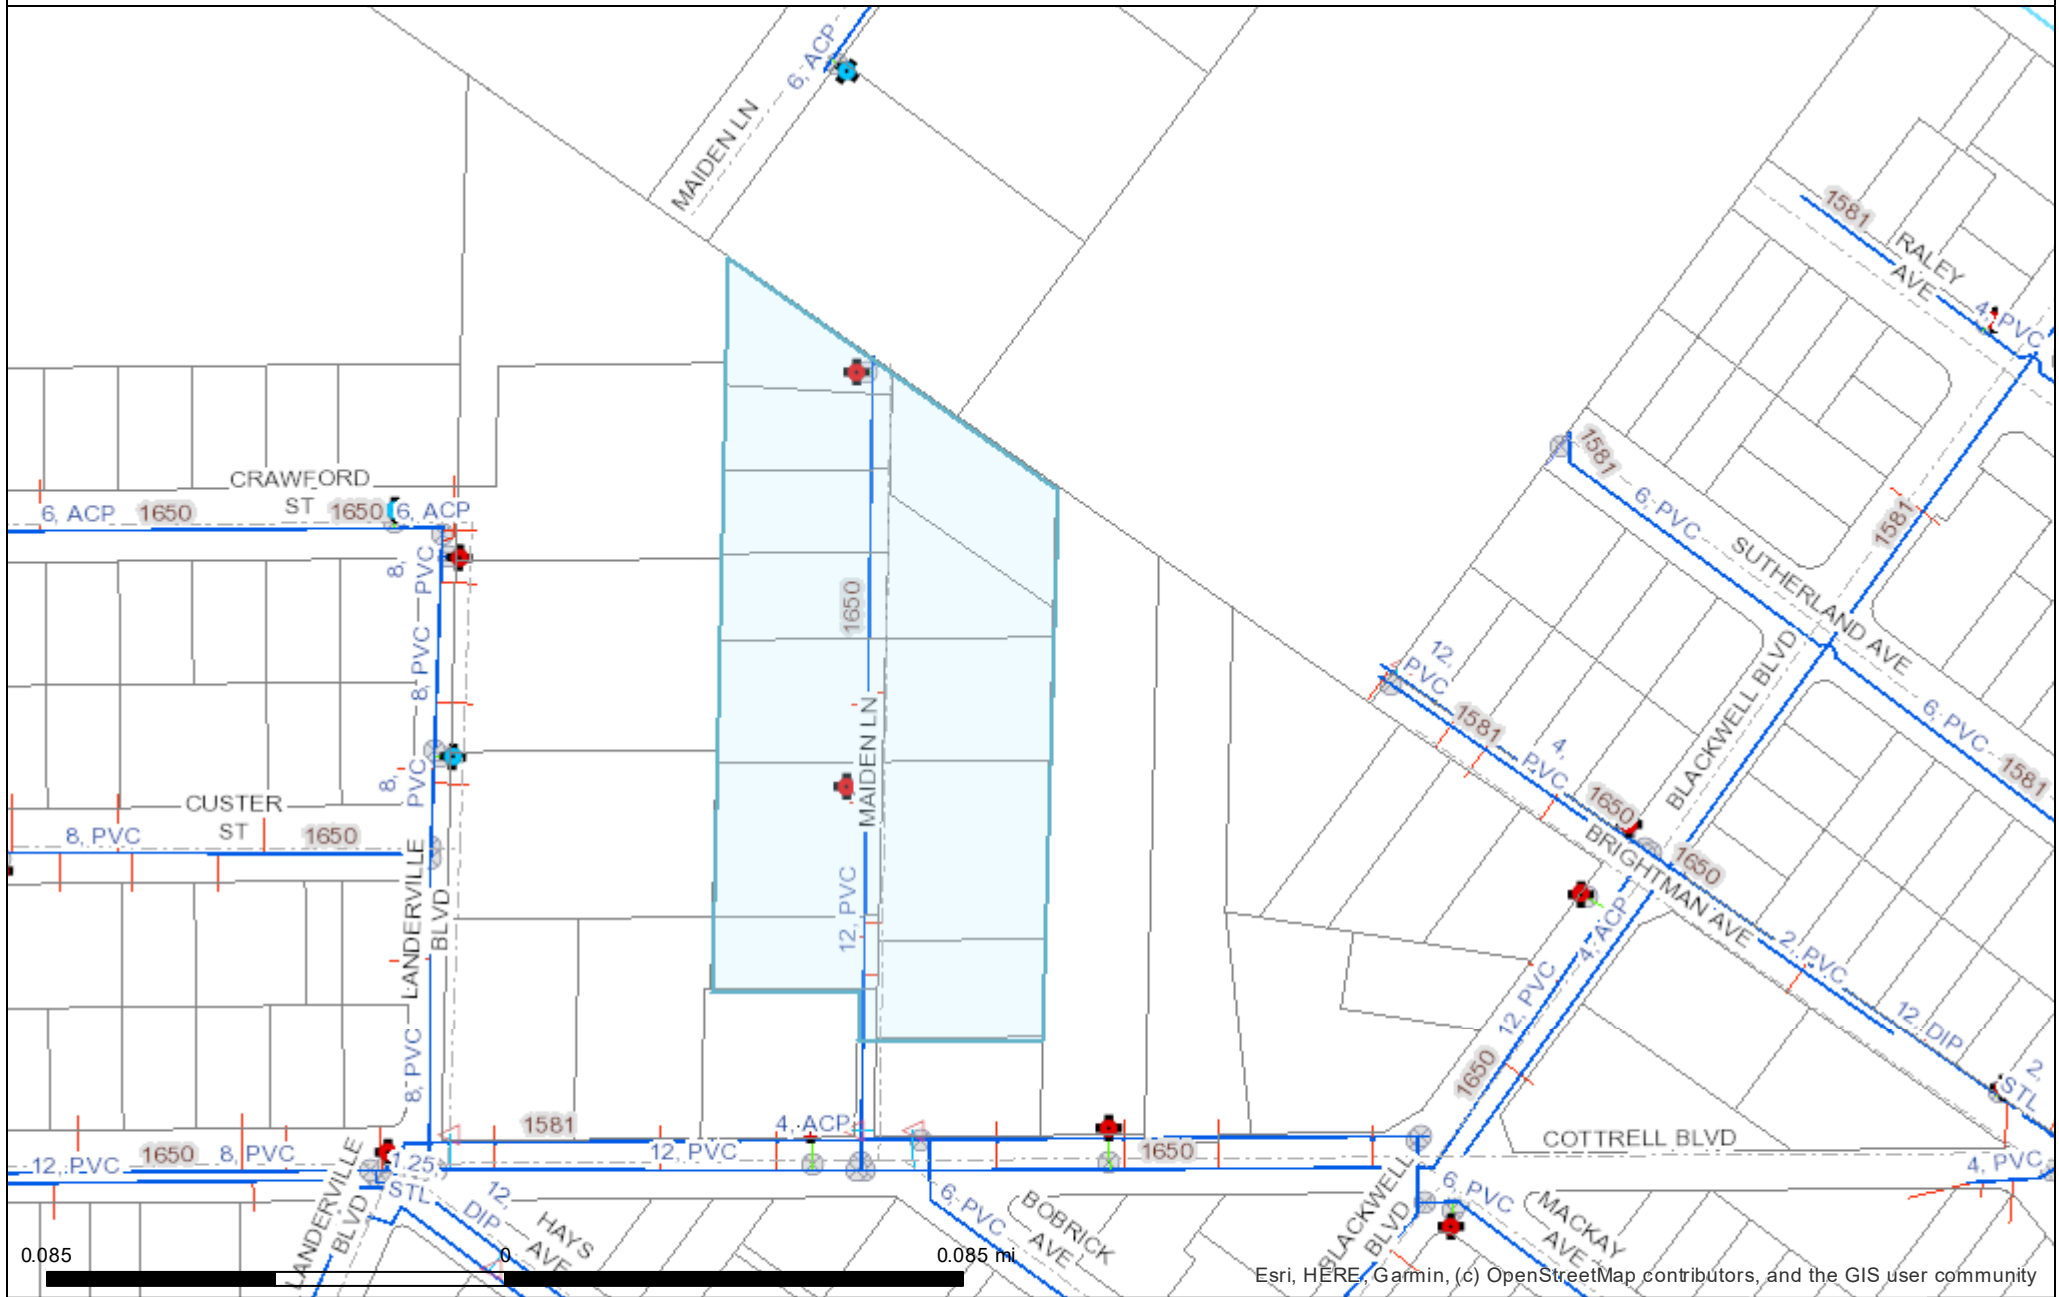 6, ACP
MAIDEN LN
1581
RALEY
AVE
4, PVC
CRAWFORD
ST
6, ACP
1650
1650
6, ACP
8,
PVC
1581
6, PVC
1581
SUTHERLAND AVE
1650
8, PVC
12,
PVC
BLACKWELL BLVD
6, PVC
1581
1581
4,
PVC
MAIDEN LN
8,
PVC
CUSTER
ST
8, PVC
1650
1650
BRIGHTMAN AVE
1650
LANDERVILLE
BLVD
12, PVC
4, ACP
2, PVC
12, PVC
12, DIP
8, PVC
1650
2,
STL
1581
4, ACP
12, PVC
1650
8, PVC
12, PVC
1650
COTTRELL BLVD
4, PVC
1.25,
STL
12,
DIP
LANDERVILLE
BLVD
HAYS
AVE
6, PVC
BOBRICK
AVE
BLACKWELL
BLVD
6, PVC
MACKAY
AVE
0.085
0
0.085 mi
Esri, HERE, Garmin, (c) OpenStreetMap contributors, and the GIS user community